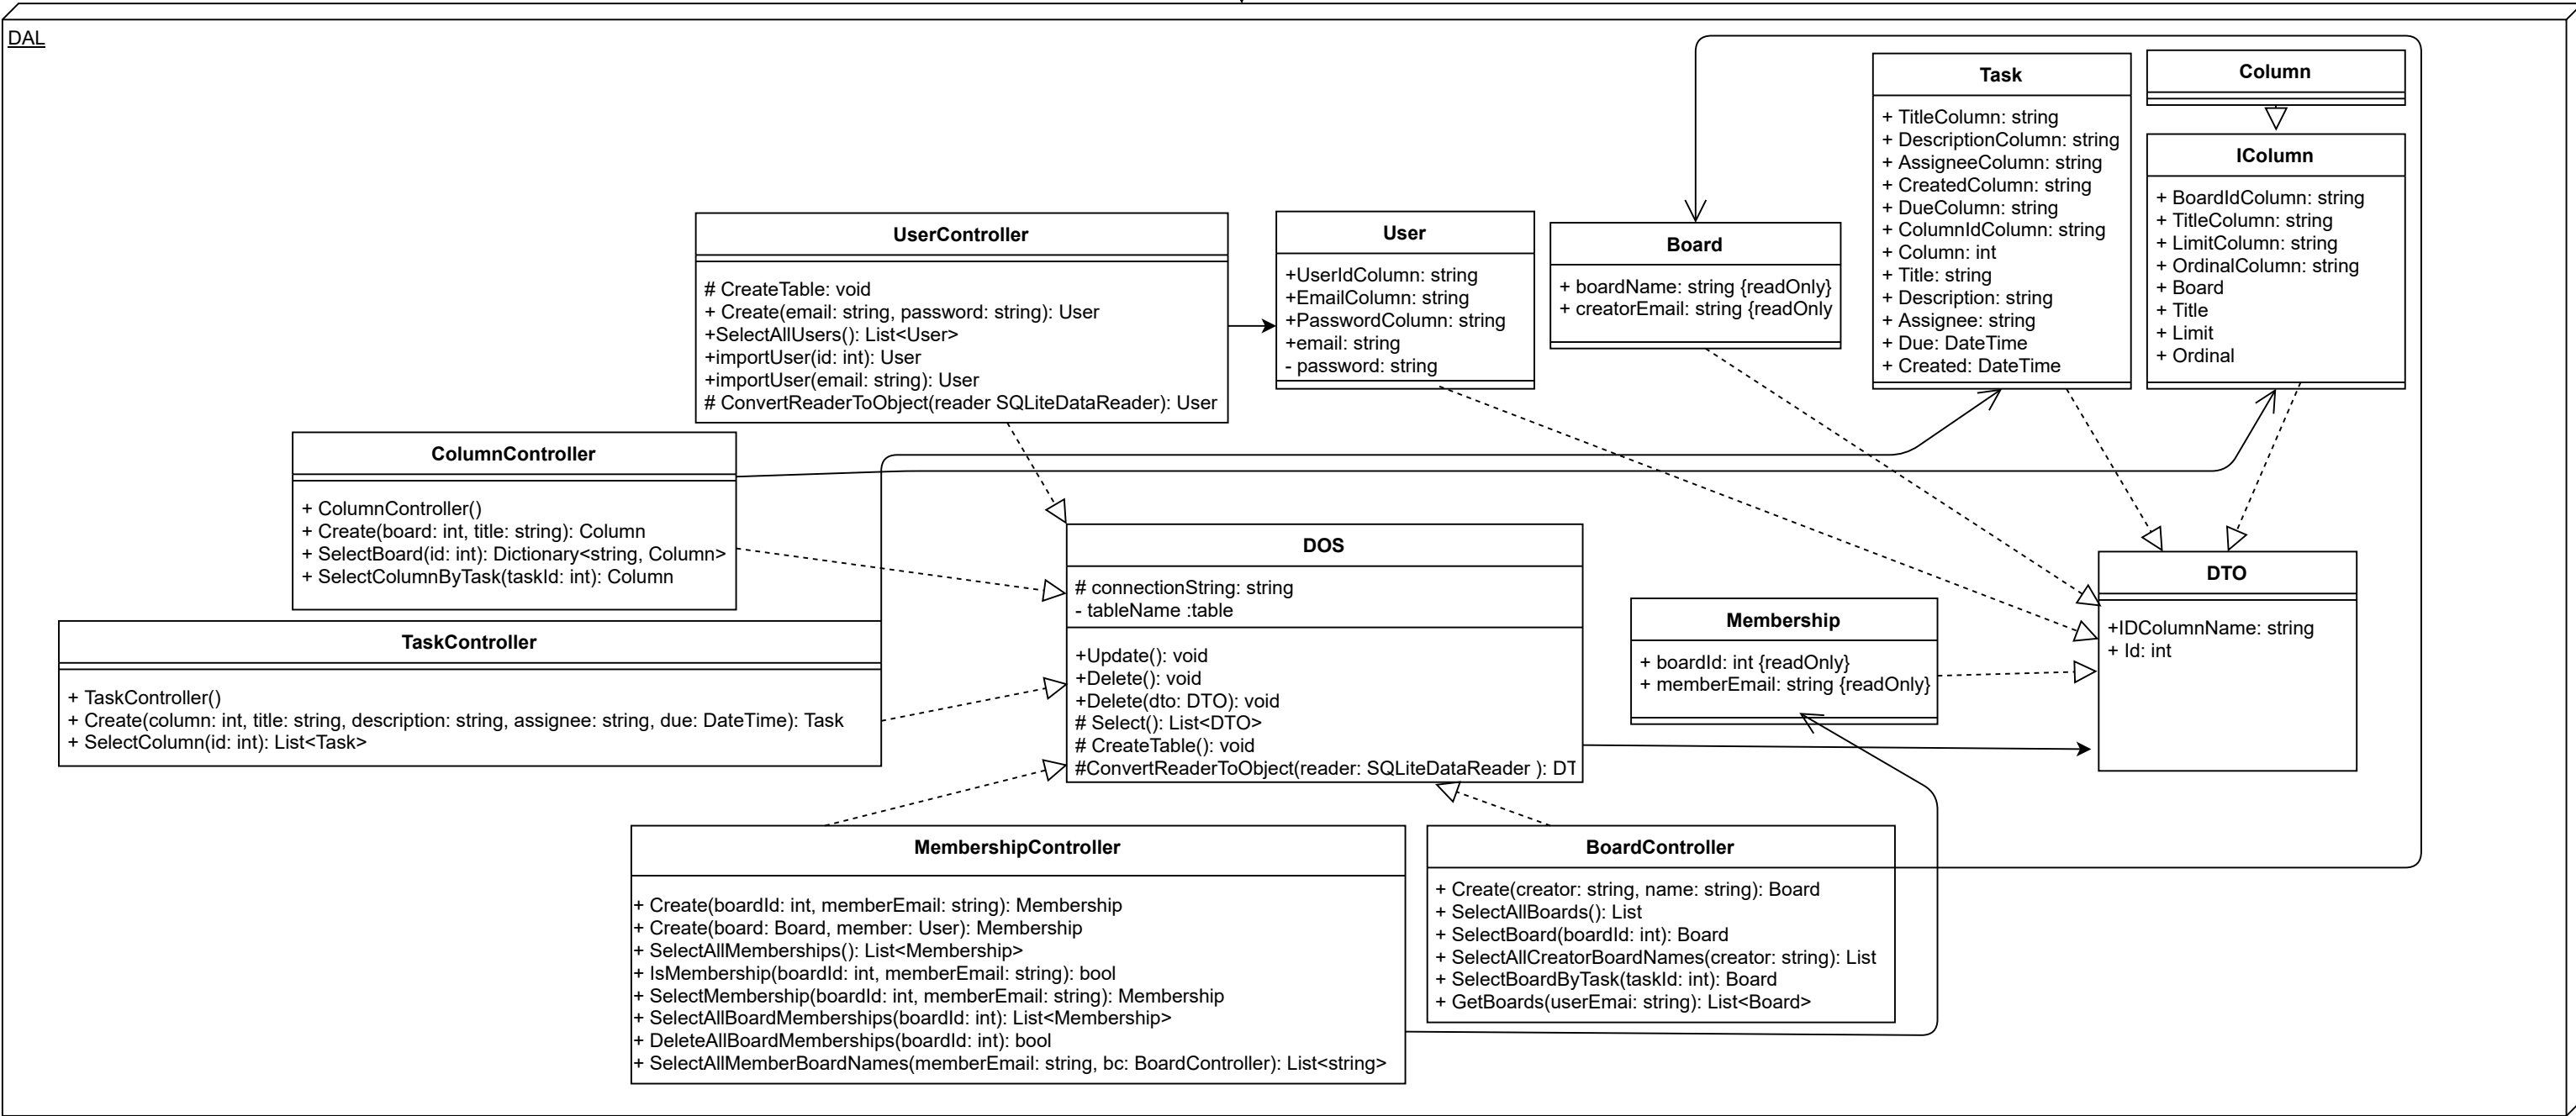 DAL
Task
+ TitleColumn: string
+ DescriptionColumn: string
+ AssigneeColumn: string
+ CreatedColumn: string
+ DueColumn: string
+ ColumnIdColumn: string
+ Column: int
+ Title: string
+ Description: string
+ Assignee: string
+ Due: DateTime
+ Created: DateTime
Column
IColumn
+ BoardIdColumn: string
+ TitleColumn: string
+ LimitColumn: string
+ OrdinalColumn: string
+ Board
+ Title
+ Limit
+ Ordinal
UserController
# CreateTable: void
+ Create(email: string, password: string): User
+SelectAllUsers(): List<User>
+importUser(id: int): User
+importUser(email: string): User
# ConvertReaderToObject(reader SQLiteDataReader): User
User
+UserIdColumn: string
+EmailColumn: string
+PasswordColumn: string
+email: string
- password: string
Board
+ boardName: string {readOnly}
+ creatorEmail: string {readOnly
ColumnController
+ ColumnController()
+ Create(board: int, title: string): Column
+ SelectBoard(id: int): Dictionary<string, Column>
+ SelectColumnByTask(taskId: int): Column
TaskController
+ TaskController()
+ Create(column: int, title: string, description: string, assignee: string, due: DateTime): Task
+ SelectColumn(id: int): List<Task>
DOS
# connectionString: string
- tableName :table
+Update(): void
+Delete(): void
+Delete(dto: DTO): void
# Select(): List<DTO>
# CreateTable(): void
#ConvertReaderToObject(reader: SQLiteDataReader ): DT
Membership
+ boardId: int {readOnly}
+ memberEmail: string {readOnly}
DTO
+IDColumnName: string
+ Id: int
MembershipController
+ Create(boardId: int, memberEmail: string): Membership
+ Create(board: Board, member: User): Membership
+ SelectAllMemberships(): List<Membership>
+ IsMembership(boardId: int, memberEmail: string): bool
+ SelectMembership(boardId: int, memberEmail: string): Membership
+ SelectAllBoardMemberships(boardId: int): List<Membership>
+ DeleteAllBoardMemberships(boardId: int): bool
+ SelectAllMemberBoardNames(memberEmail: string, bc: BoardController): List<string>
BoardController
+ Create(creator: string, name: string): Board
+ SelectAllBoards(): List
+ SelectBoard(boardId: int): Board
+ SelectAllCreatorBoardNames(creator: string): List
+ SelectBoardByTask(taskId: int): Board
+ GetBoards(userEmai: string): List<Board>